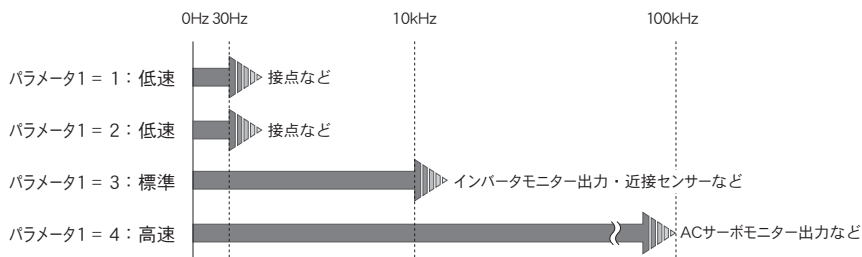 0Hz 30Hz 10kHz 100kHz
パラメータ1 = 1：低速 接点など
パラメータ1 = 2：低速 接点など
パラメータ1 = 3：標準 インバータモニター出力・近接センサーなど
パラメータ1 = 4：高速 ACサーボモニター出力など